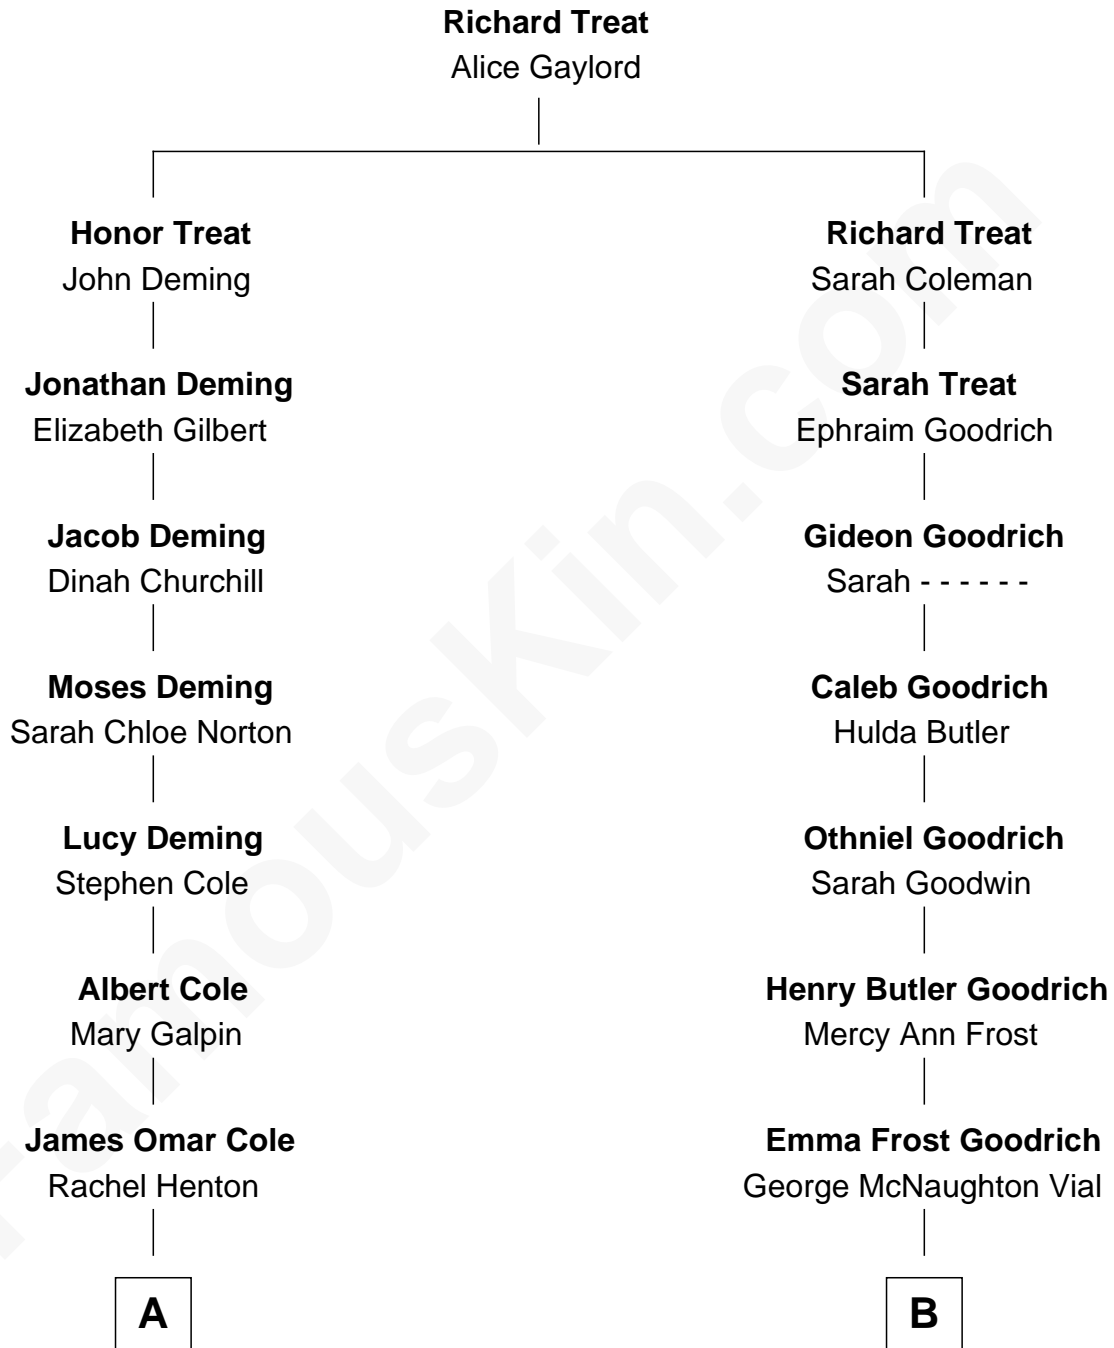 Richard Treat
Alice Gaylord
Honor Treat
John Deming
Richard Treat
Sarah Coleman
Jonathan Deming
Elizabeth Gilbert
Sarah Treat
Ephraim Goodrich
Jacob Deming
Dinah Churchill
Gideon Goodrich
Sarah - - - - - -
Moses Deming
Sarah Chloe Norton
Caleb Goodrich
Hulda Butler
Lucy Deming
Stephen Cole
Othniel Goodrich
Sarah Goodwin
Albert Cole
Mary Galpin
Henry Butler Goodrich
Mercy Ann Frost
James Omar Cole
Rachel Henton
Emma Frost Goodrich
George McNaughton Vial
A
B
FamousKin.com